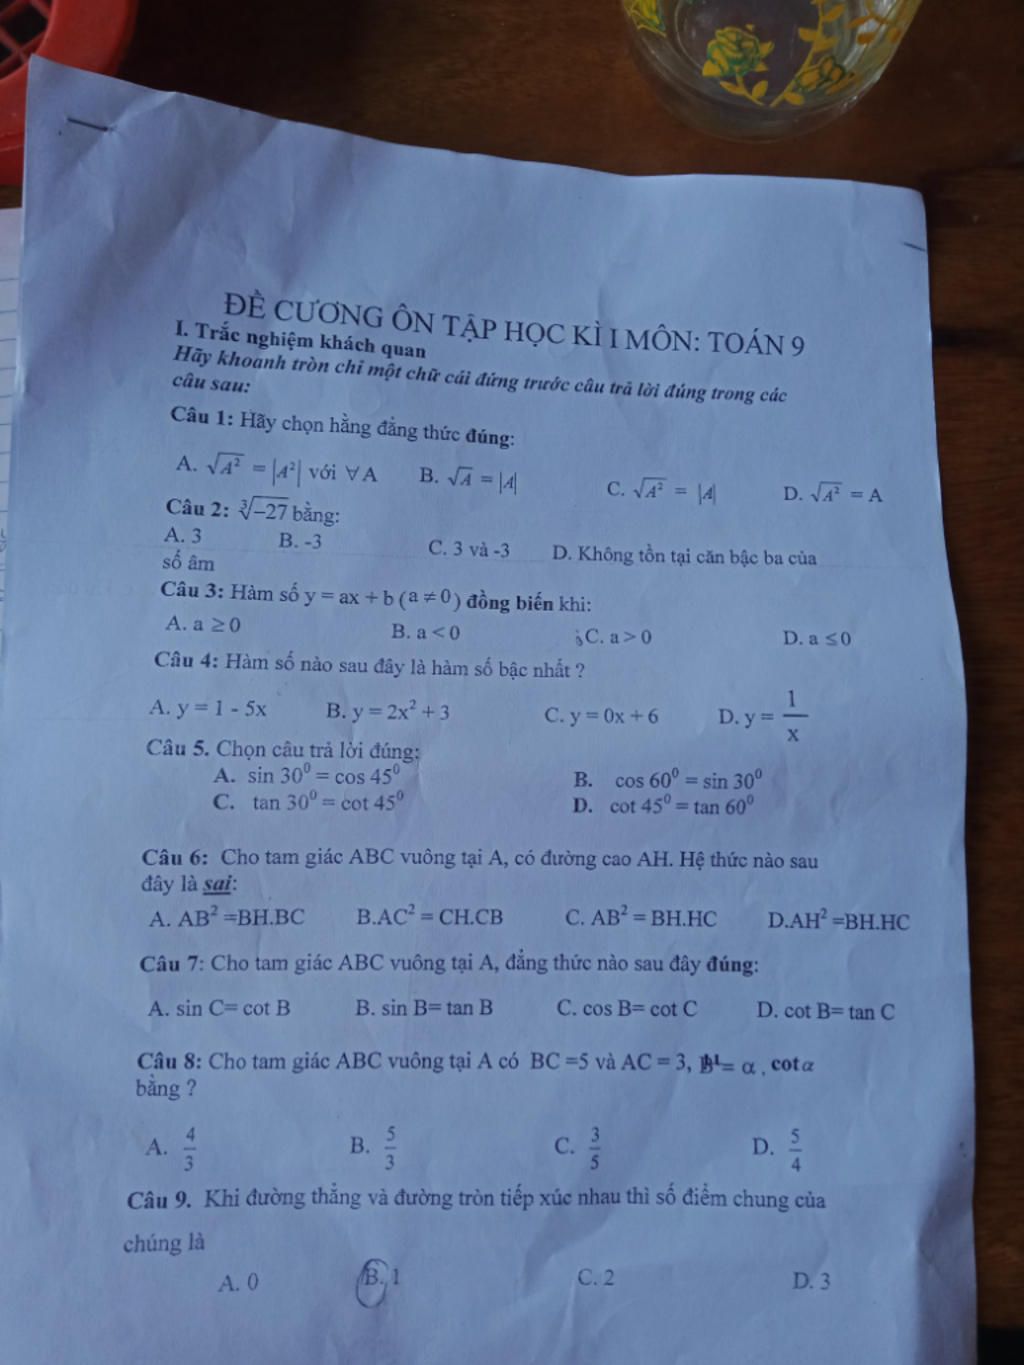 ĐỀ CƯƠNG ÔN TẬP HỌC KÌ I MÔN: TOÁN 9
I. Trắc nghiệm khách quan
Hãy khoanh tròn chỉ một chữ cái đứng trước câu trả lời đúng trong các
câu sau:
Câu 1: Hãy chọn hằng đẳng thức đúng:
A. √A² = |A²| với ∀A B. √A = |A| C. √A² = |A| D. √A² = A
Câu 2: ∛-27 bằng:
A. 3 B. -3 C. 3 và -3 D. Không tồn tại căn bậc ba của
số âm
Câu 3: Hàm số y = ax + b (a ≠ 0) đồng biến khi:
A. a ≥ 0 B. a < 0 C. a > 0 D. a ≤ 0
Câu 4: Hàm số nào sau đây là hàm số bậc nhất ?
A. y = 1 - 5x B. y = 2x² + 3 C. y = 0x + 6 D. y = 1/x
Câu 5. Chọn câu trả lời đúng:
A. sin 30⁰ = cos 45⁰ B. cos 60⁰ = sin 30⁰
C. tan 30⁰ = cot 45⁰ D. cot 45⁰ = tan 60⁰
Câu 6: Cho tam giác ABC vuông tại A, có đường cao AH. Hệ thức nào sau
đây là sai:
A. AB² =BH.BC B.AC² = CH.CB C. AB² = BH.HC D.AH² =BH.HC
Câu 7: Cho tam giác ABC vuông tại A, đẳng thức nào sau đây đúng:
A. sin C= cot B B. sin B= tan B C. cos B= cot C D. cot B= tan C
Câu 8: Cho tam giác ABC vuông tại A có BC =5 và AC = 3, = α , cotα
bằng ?
A. 4/3 B. 5/3 C. 3/5 D. 5/4
Câu 9. Khi đường thẳng và đường tròn tiếp xúc nhau thì số điểm chung của
chúng là
A. 0 B. 1 C. 2 D. 3